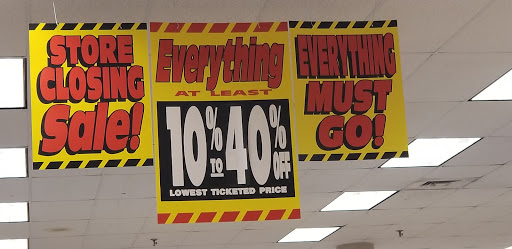 STORE
CLOSING
Sale!
Everything
AT LEAST
10% TO 40% OFF
LOWEST TICKETED PRICE
EVERYTHING
MUST
GO!